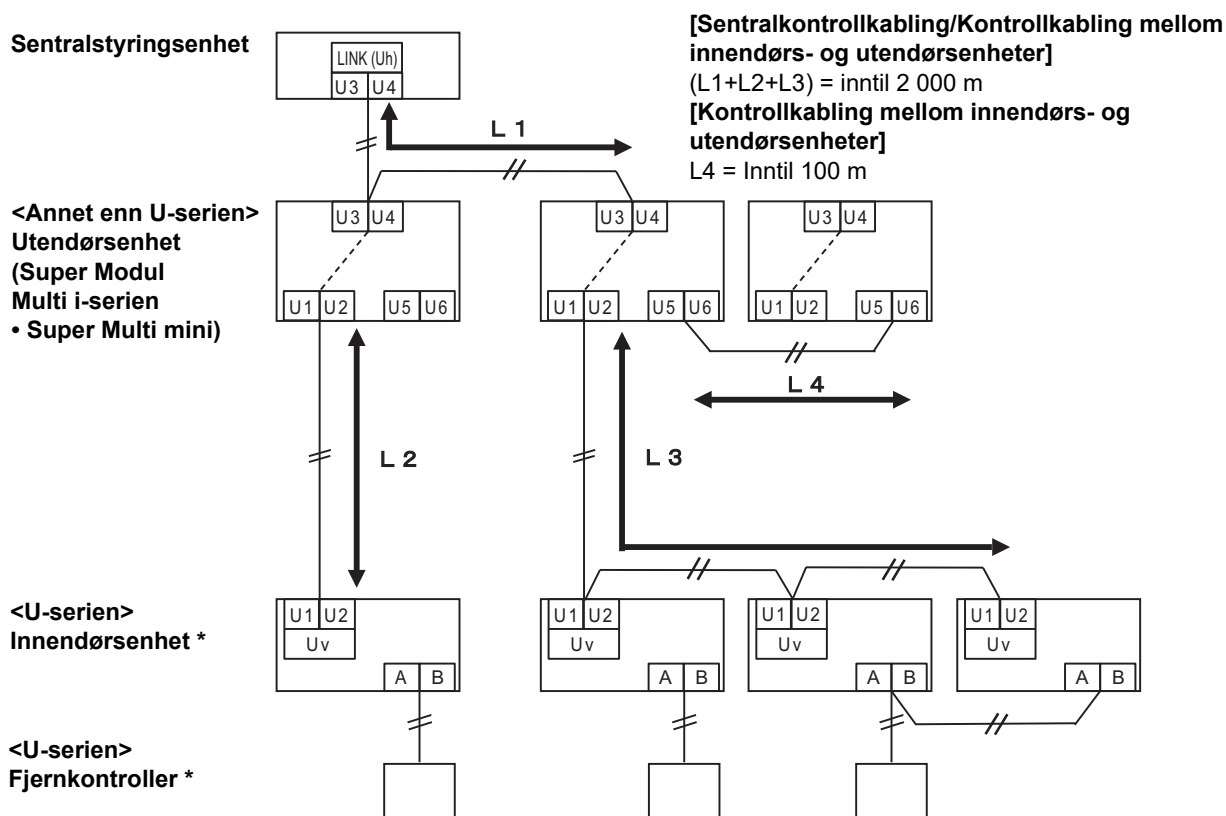 Sentralstyringsenhet
LINK (Uh)
U3 U4
[Sentralkontrollkabling/Kontrollkabling mellom
innendørs- og utendørsenheter]
(L1+L2+L3) = inntil 2 000 m
[Kontrollkabling mellom innendørs- og
utendørsenheter]
L4 = Inntil 100 m
L 1
<Annet enn U-serien>
Utendørsenhet
(Super Modul
Multi i-serien
• Super Multi mini)
U3 U4
U1 U2 U5 U6
U3 U4
U1 U2 U5 U6
U3 U4
U1 U2 U5 U6
L 4
L 2
L 3
<U-serien>
Innendørsenhet *
U1 U2
Uv
A B
U1 U2
Uv
A B
U1 U2
Uv
A B
U1 U2
Uv
A B
<U-serien>
Fjernkontroller *